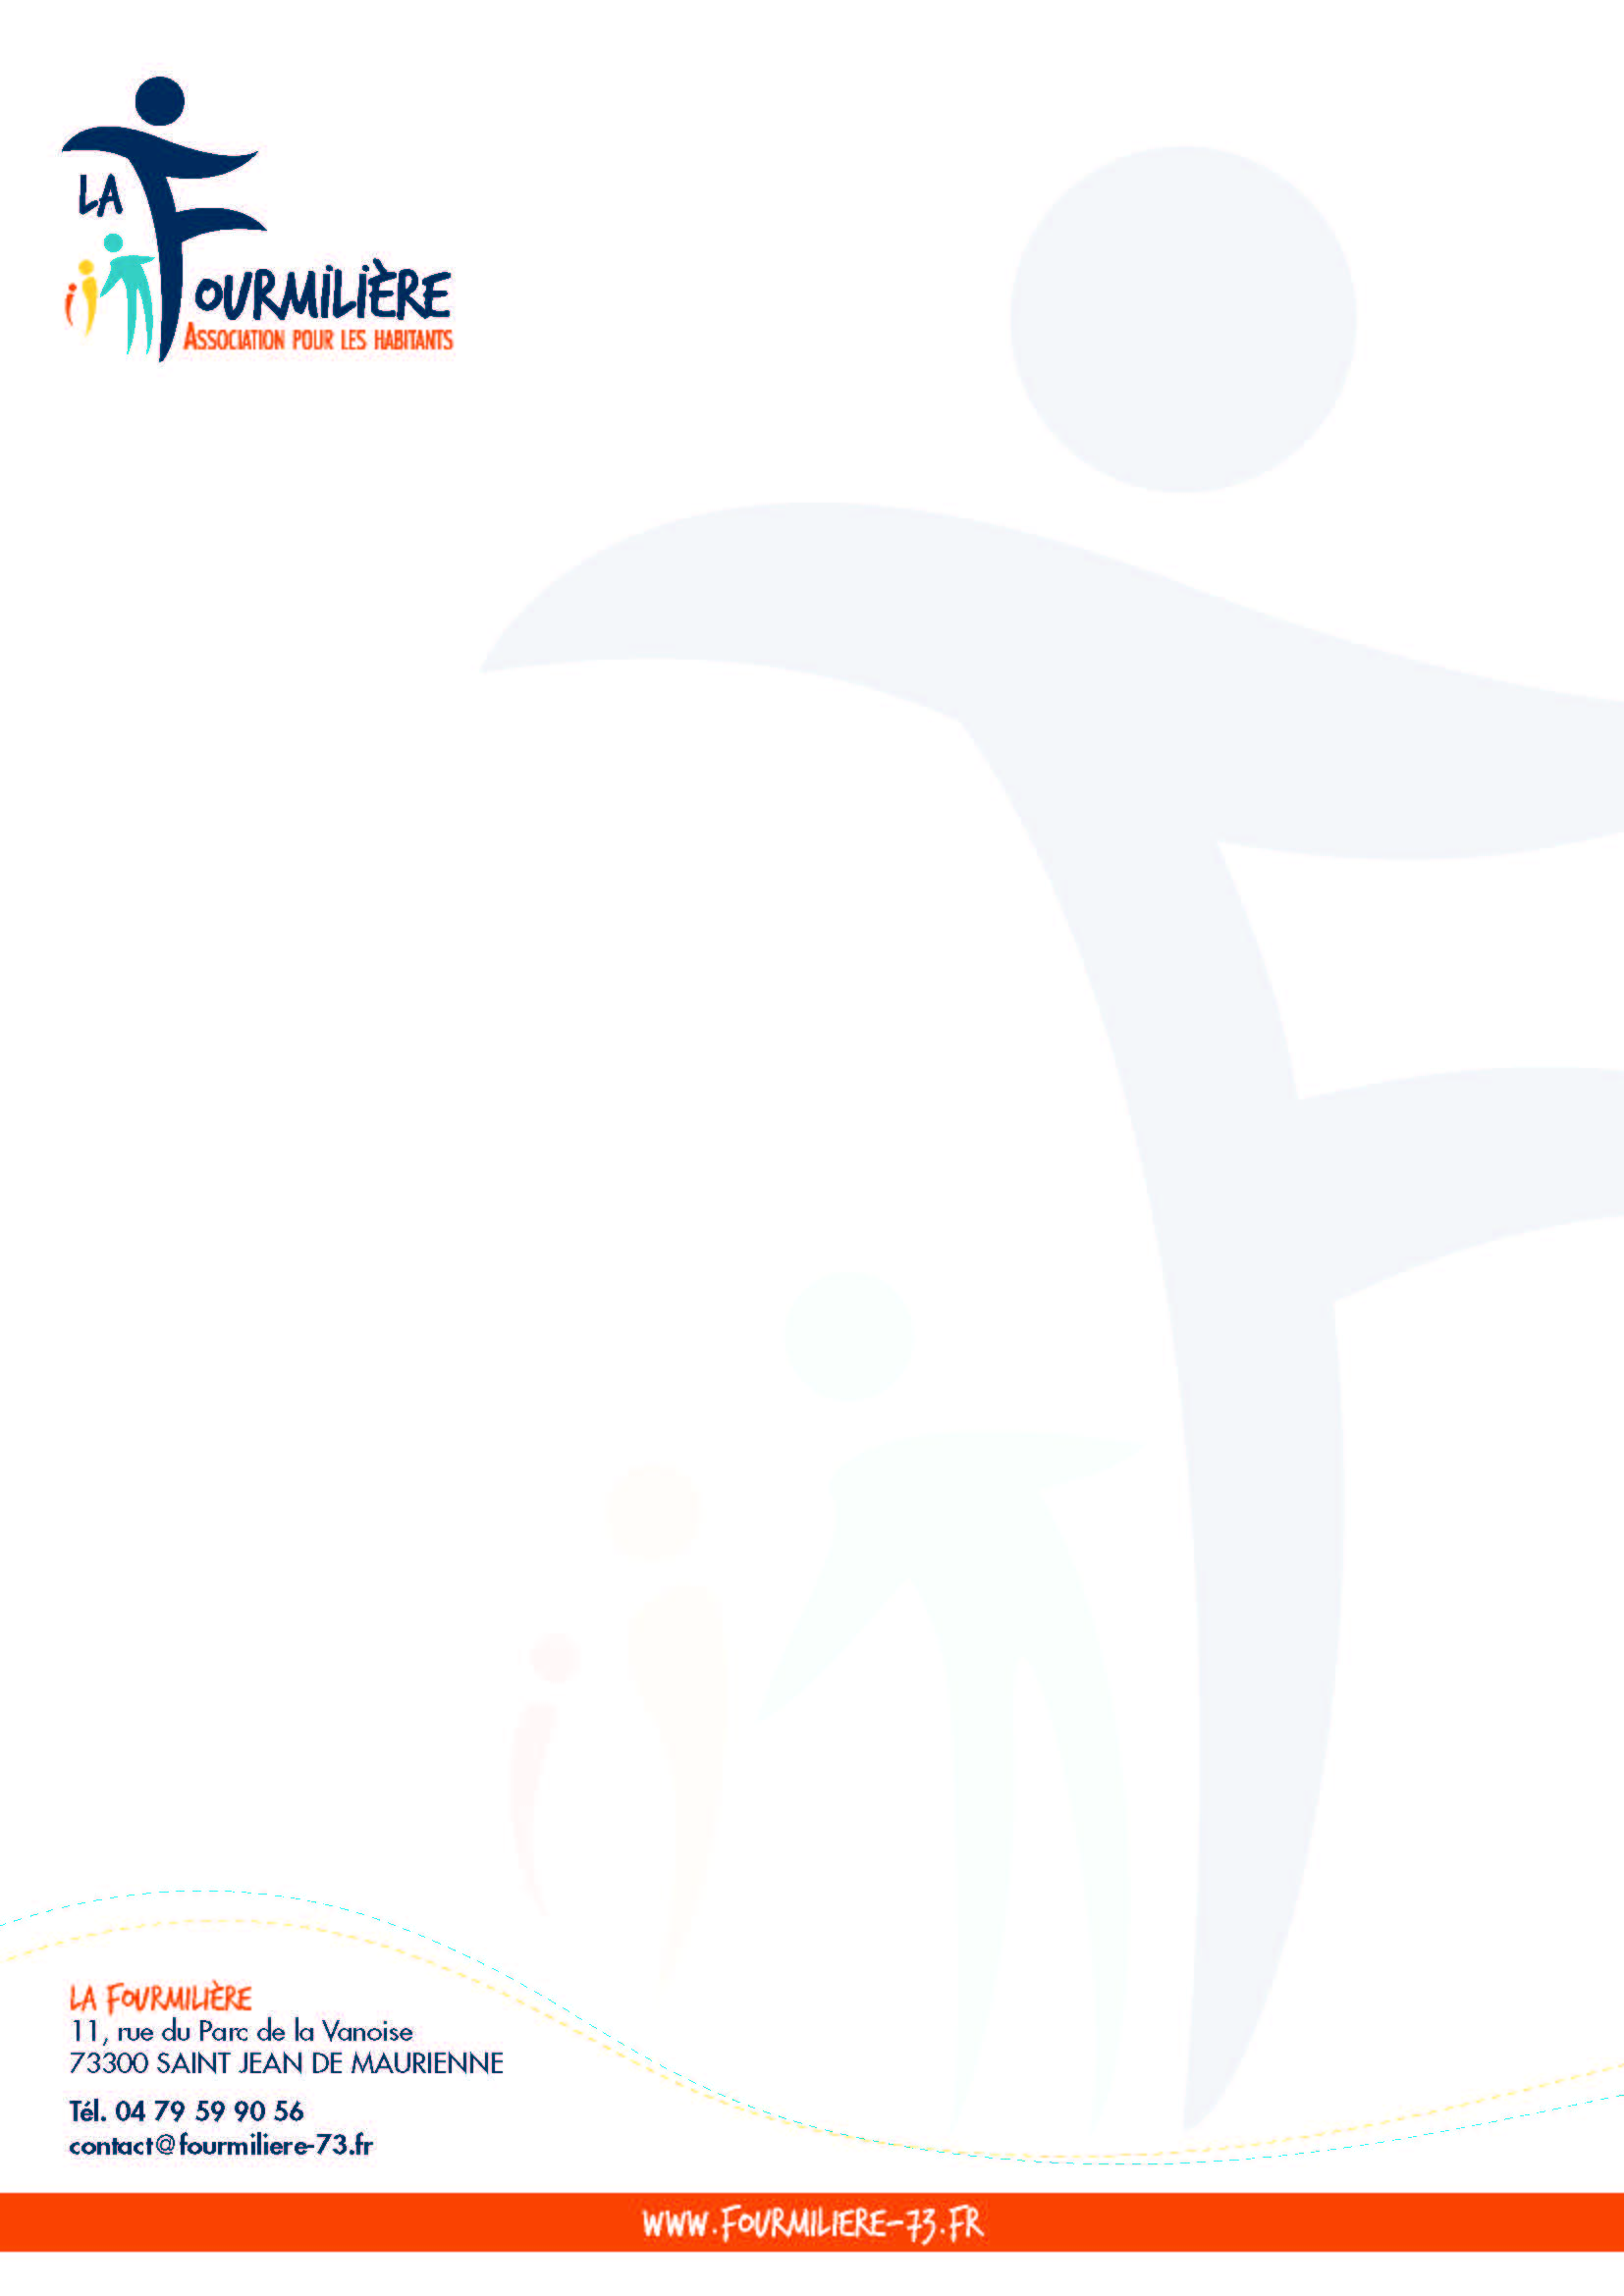 LA
FOURMILIÈRE
ASSOCIATION POUR LES HABITANTS
LA FOURMILIÈRE
11, rue du Parc de la Vanoise
73300 SAINT JEAN DE MAURIENNE
Tél. 04 79 59 90 56
contact@fourmiliere-73.fr
WWW.FOURMILIERE-73.FR